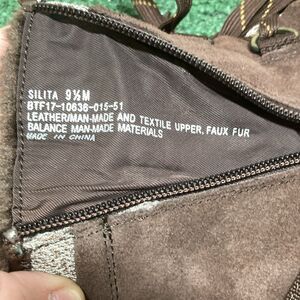 SILITA 9½M
BTF17-10636-015-51
LEATHER/MAN-MADE AND TEXTILE UPPER, FAUX FUR
BALANCE MAN-MADE MATERIALS
MADE IN CHINA